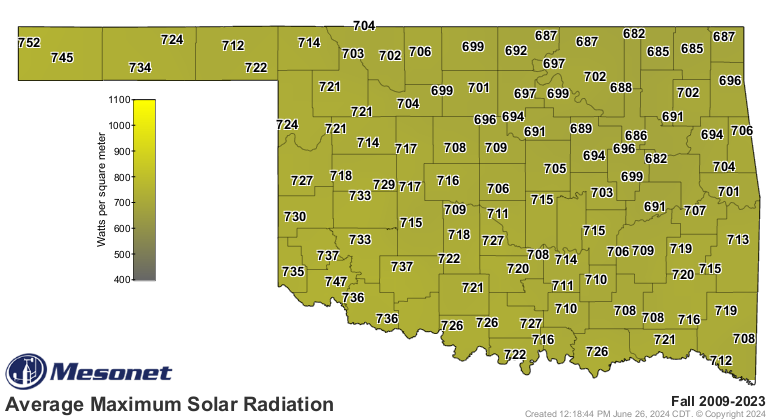 704
752 745 724 712 714 703 702 706 699 692 687 687 682 685 685 687
734 722 697 702 688 696
721 699 701 697 699 702
1100
704 721 696 694 691
1000
724 721 691 689 686 694 706
900
714 717 708 709 694 696 682
800
705 704
727 718 729 717 716 706 699
700
733 715 703 701
600
730 715 709 711 691 707
733 718 727 715 713
500
737 722 708 714 706 709 719
400
735 737 720 720 715
747 721 711 710
736 710 708 708 716 719
736 726 726 727
716 721 708
722 726 712
Watts per square meter
Mesonet
Average Maximum Solar Radiation
Fall 2009-2023
Created 12:18:44 PM June 26, 2024 CDT. © Copyright 2024